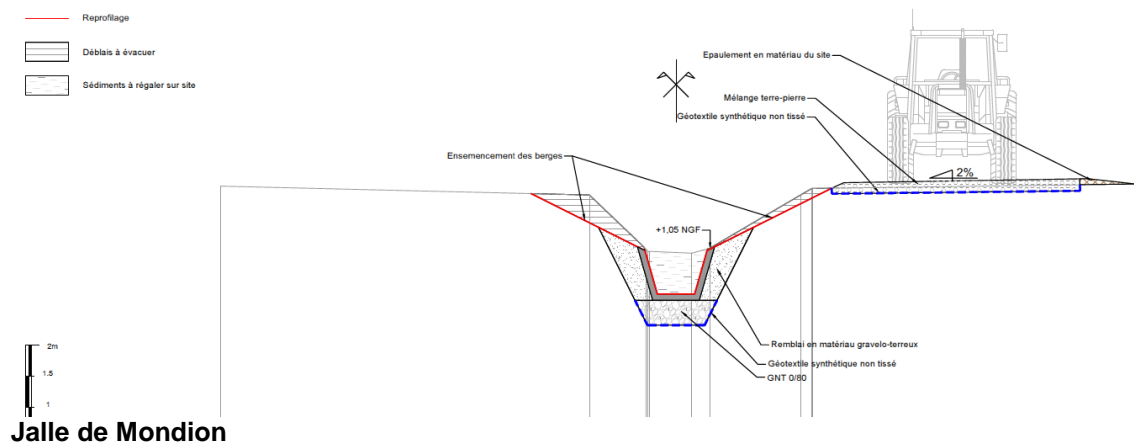 Reprofilage
Déblais à évacuer
Sédiments à régaler sur site
Epaulement en matériau du site
Mélange terre-pierre
Géotextile synthétique non tissé
Ensemencement des berges
2%
+1,05 NGF
Remblai en matériau gravelo-terreux
Géotextile synthétique non tissé
GNT 0/80
2m
1.5
1
Jalle de Mondion